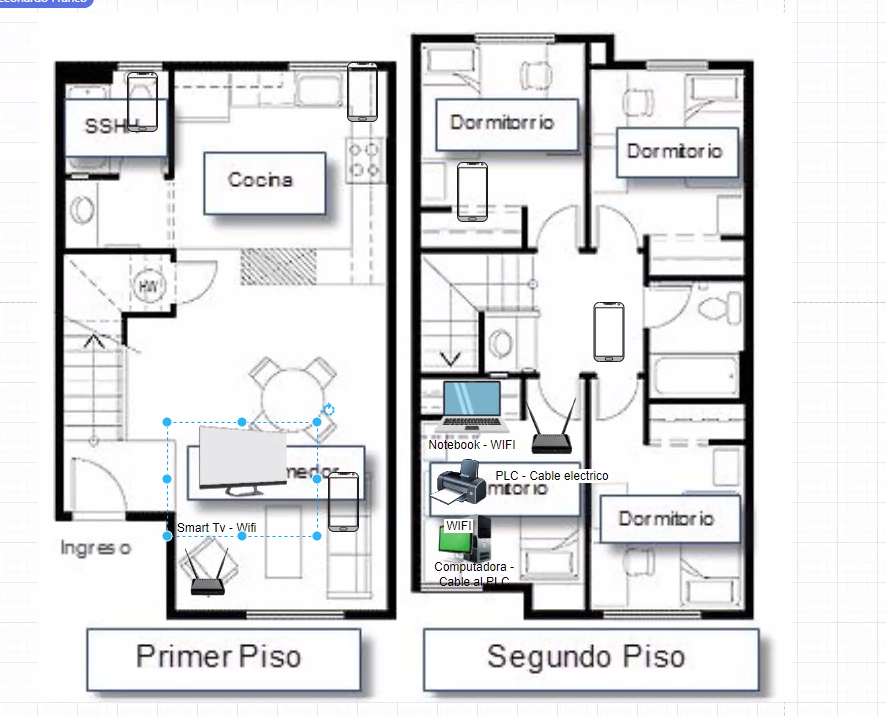 Leonardo Franco
SSHH
Cocina
HW
medor
Smart Tv - Wifi
Ingreso
Primer Piso
Dormitorrio
Dormitorio
Notebook - WIFI
PLC - Cable electrico
mitorio
WIFI
Computadora -
Cable al PLC
Dormitorio
Segundo Piso